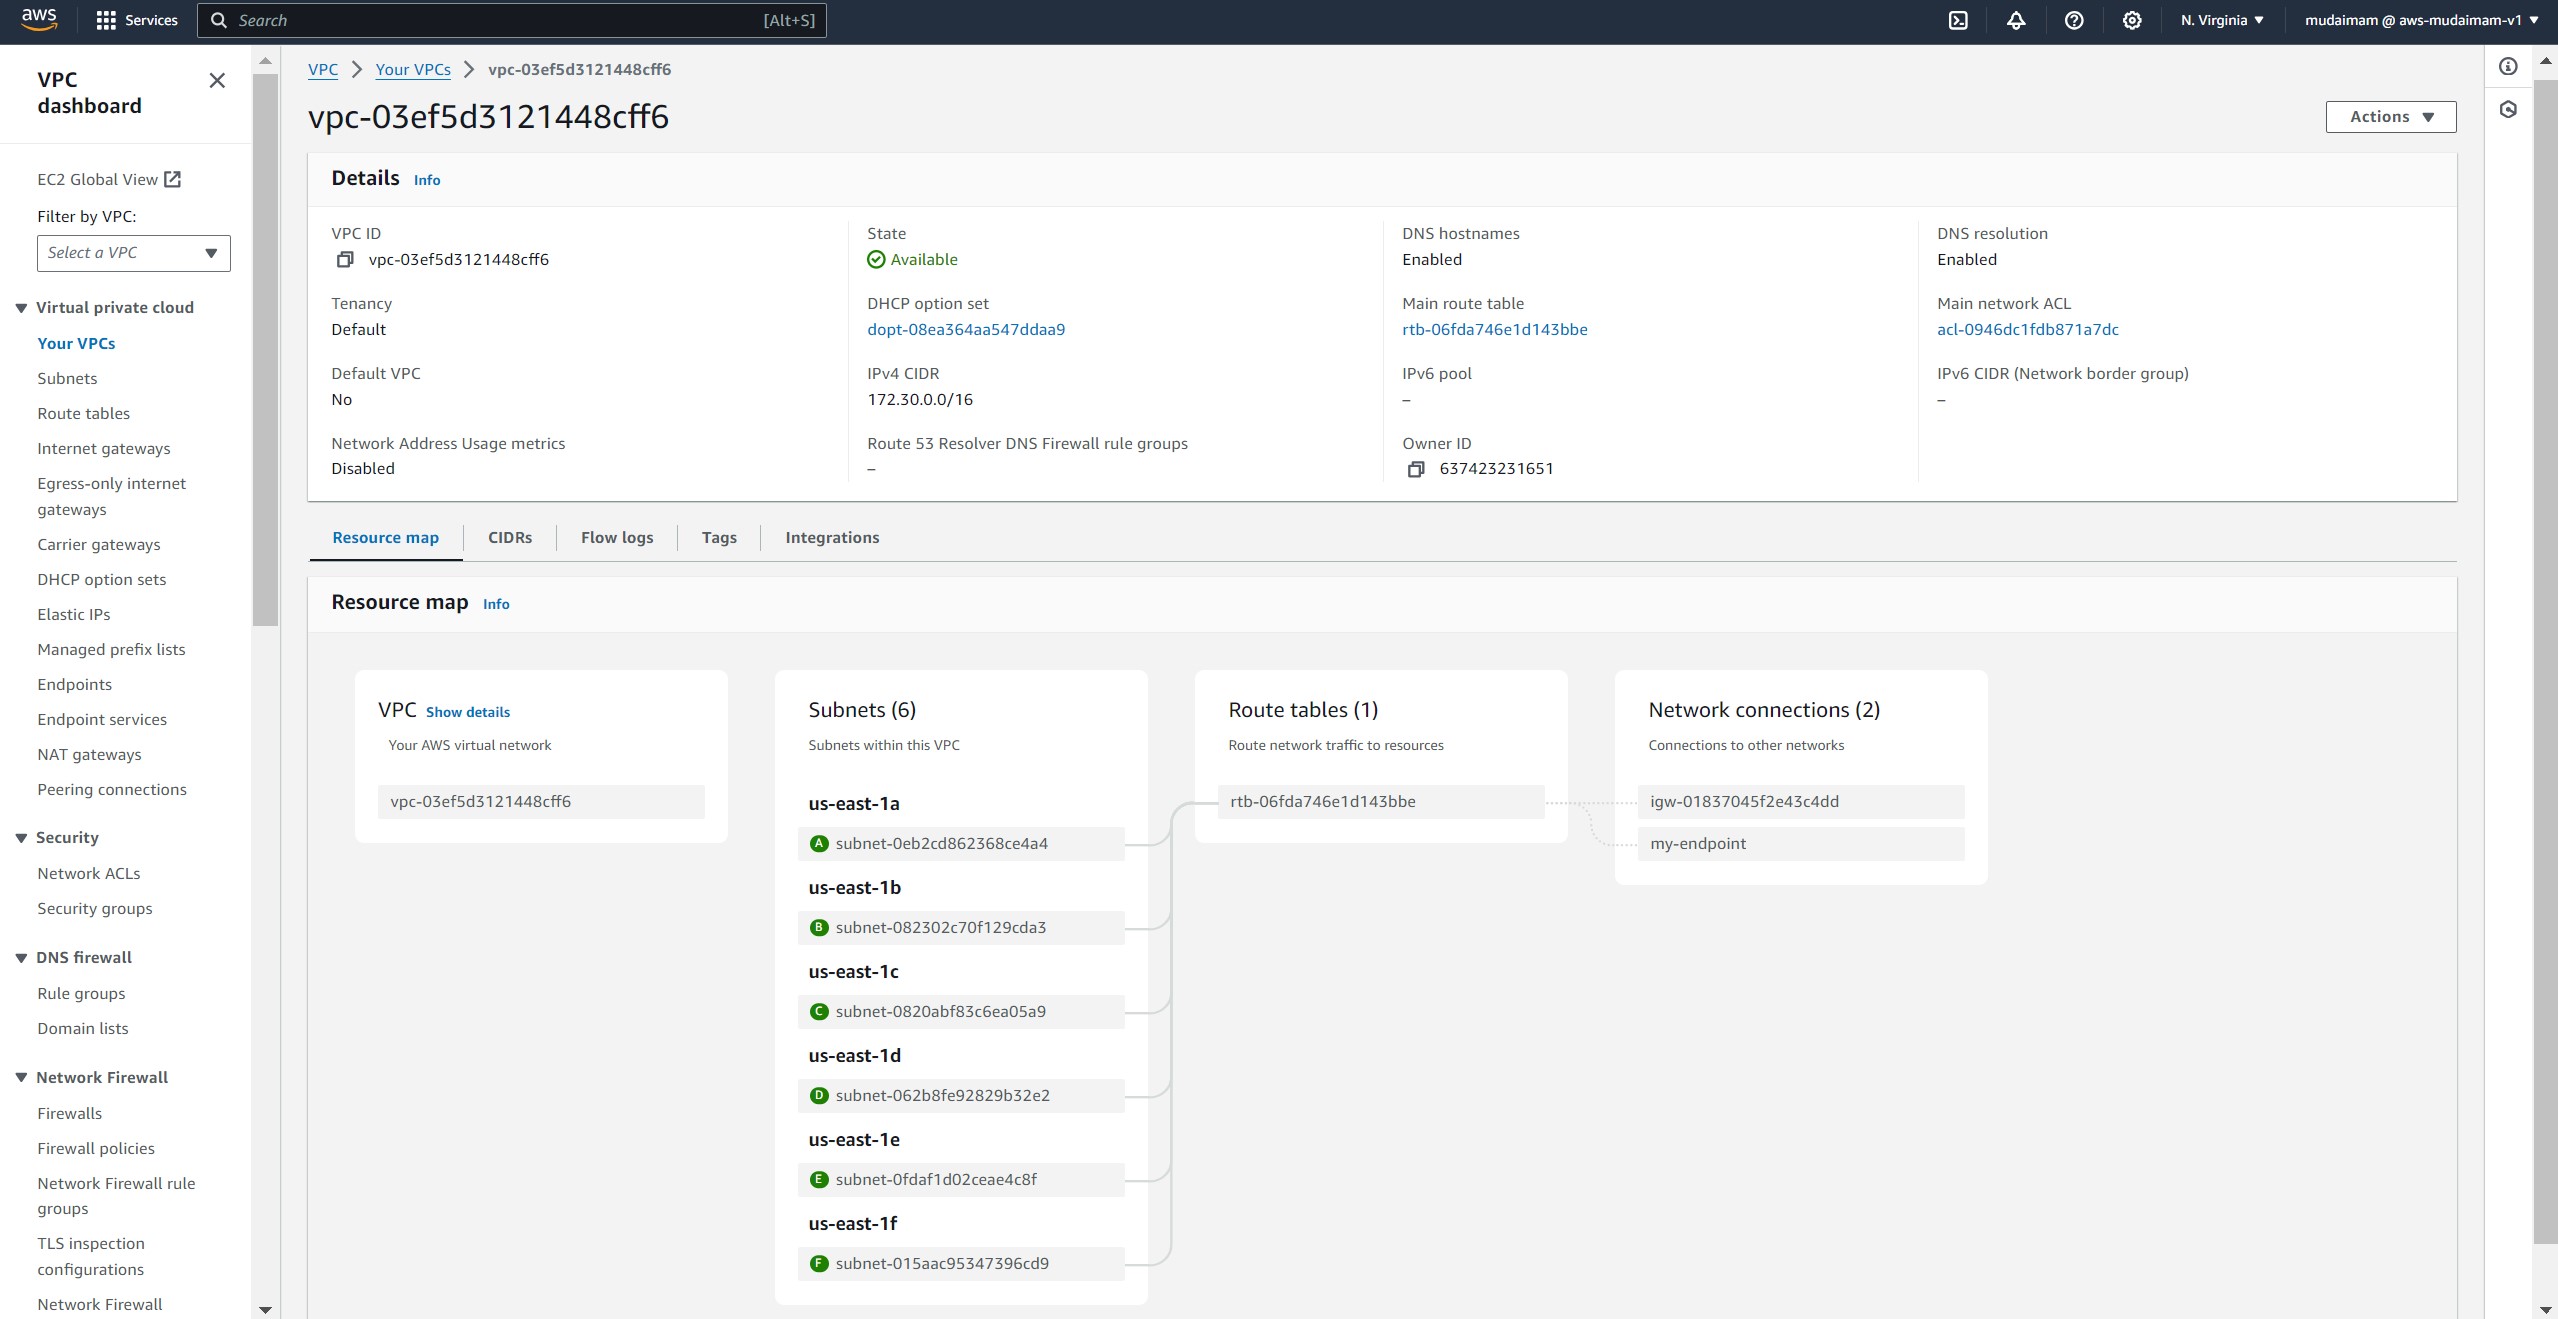 aws
Services
Search
[Alt+S]
N. Virginia
mudaimam @ aws-mudaimam-v1
VPC
dashboard
EC2 Global View
Filter by VPC:
Select a VPC
Virtual private cloud
Your VPCs
Subnets
Route tables
Internet gateways
Egress-only internet
gateways
Carrier gateways
DHCP option sets
Elastic IPs
Managed prefix lists
Endpoints
Endpoint services
NAT gateways
Peering connections
Security
Network ACLs
Security groups
DNS firewall
Rule groups
Domain lists
Network Firewall
Firewalls
Firewall policies
Network Firewall rule
groups
TLS inspection
configurations
Network Firewall
VPC
Your VPCs
vpc-03ef5d3121448cff6
vpc-03ef5d3121448cff6
Actions
Details Info
VPC ID
vpc-03ef5d3121448cff6
State
Available
DNS hostnames
Enabled
DNS resolution
Enabled
Tenancy
Default
DHCP option set
dopt-08ea364aa547ddaa9
Main route table
rtb-06fda746e1d143bbe
Main network ACL
acl-0946dc1fdb871a7dc
Default VPC
No
IPv4 CIDR
172.30.0.0/16
IPv6 pool
–
IPv6 CIDR (Network border group)
–
Network Address Usage metrics
Disabled
Route 53 Resolver DNS Firewall rule groups
–
Owner ID
637423231651
Resource map
CIDRs
Flow logs
Tags
Integrations
Resource map Info
VPC Show details
Your AWS virtual network
vpc-03ef5d3121448cff6
Subnets (6)
Subnets within this VPC
us-east-1a
A subnet-0eb2cd862368ce4a4
us-east-1b
B subnet-082302c70f129cda3
us-east-1c
C subnet-0820abf83c6ea05a9
us-east-1d
D subnet-062b8fe92829b32e2
us-east-1e
E subnet-0fdaf1d02ceae4c8f
us-east-1f
F subnet-015aac95347396cd9
Route tables (1)
Route network traffic to resources
rtb-06fda746e1d143bbe
Network connections (2)
Connections to other networks
igw-01837045f2e43c4dd
my-endpoint